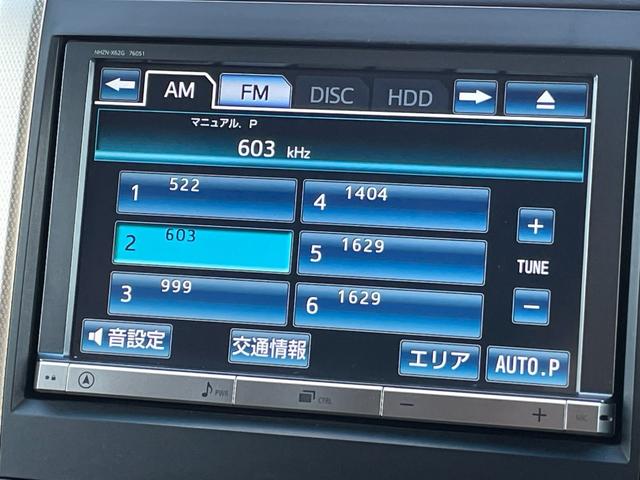 NHZN-X62G 76051
AM FM DISC HDD
マニュアル. P
603 kHz
1 522
4 1404
2 603
5 1629
3 999
6 1629
+
TUNE
−
音設定
交通情報
エリア
AUTO.P
PWR
CTRL
− +